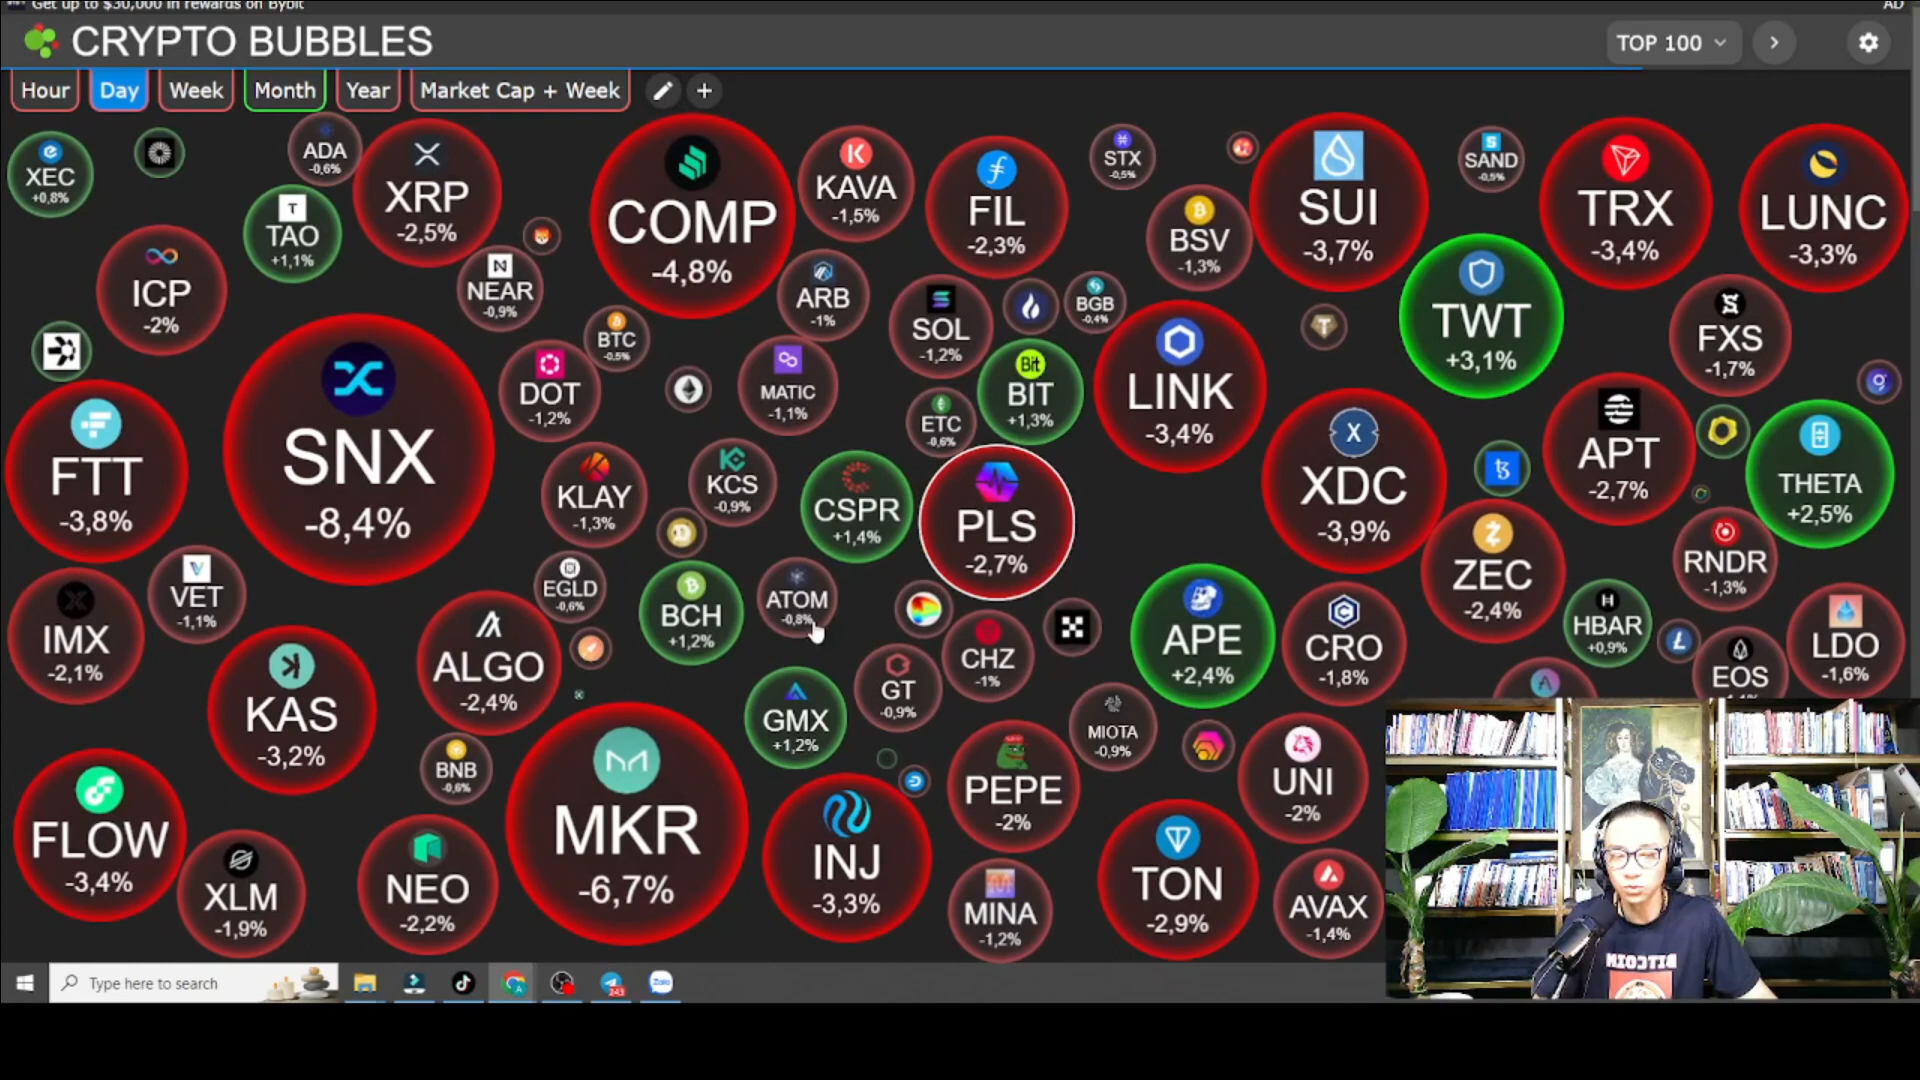 Get up to $30,000 in rewards on Bybit
AD
CRYPTO BUBBLES
TOP 100
Hour
Day
Week
Month
Year
Market Cap + Week
XEC
+0,8%
ADA
-0,6%
TAO
+1,1%
XRP
-2,5%
COMP
-4,8%
KAVA
-1,5%
FIL
-2,3%
STX
-0,5%
BSV
-1,3%
SUI
-3,7%
SAND
-0,5%
TRX
-3,4%
LUNC
-3,3%
ICP
-2%
NEAR
-0,9%
BTC
-0,5%
ARB
-1%
SOL
-1,2%
BGB
-0,4%
TWT
+3,1%
FXS
-1,7%
SNX
-8,4%
DOT
-1,2%
MATIC
-1,1%
Bit
BIT
+1,3%
ETC
-0,6%
LINK
-3,4%
XDC
-3,9%
APT
-2,7%
THETA
+2,5%
FTT
-3,8%
KLAY
-1,3%
KCS
-0,9%
CSPR
+1,4%
PLS
-2,7%
ZEC
-2,4%
RNDR
-1,3%
IMX
-2,1%
VET
-1,1%
EGLD
-0,6%
BCH
+1,2%
ATOM
-0,8%
APE
+2,4%
CRO
-1,8%
HBAR
+0,9%
EOS
LDO
-1,6%
KAS
-3,2%
ALGO
-2,4%
GMX
+1,2%
GT
-0,9%
CHZ
-1%
MIOTA
-0,9%
UNI
-2%
FLOW
-3,4%
XLM
-1,9%
BNB
-0,6%
NEO
-2,2%
MKR
-6,7%
INJ
-3,3%
PEPE
-2%
MINA
-1,2%
TON
-2,9%
AVAX
-1,4%
BITCOIN
Type here to search
243
Zalo